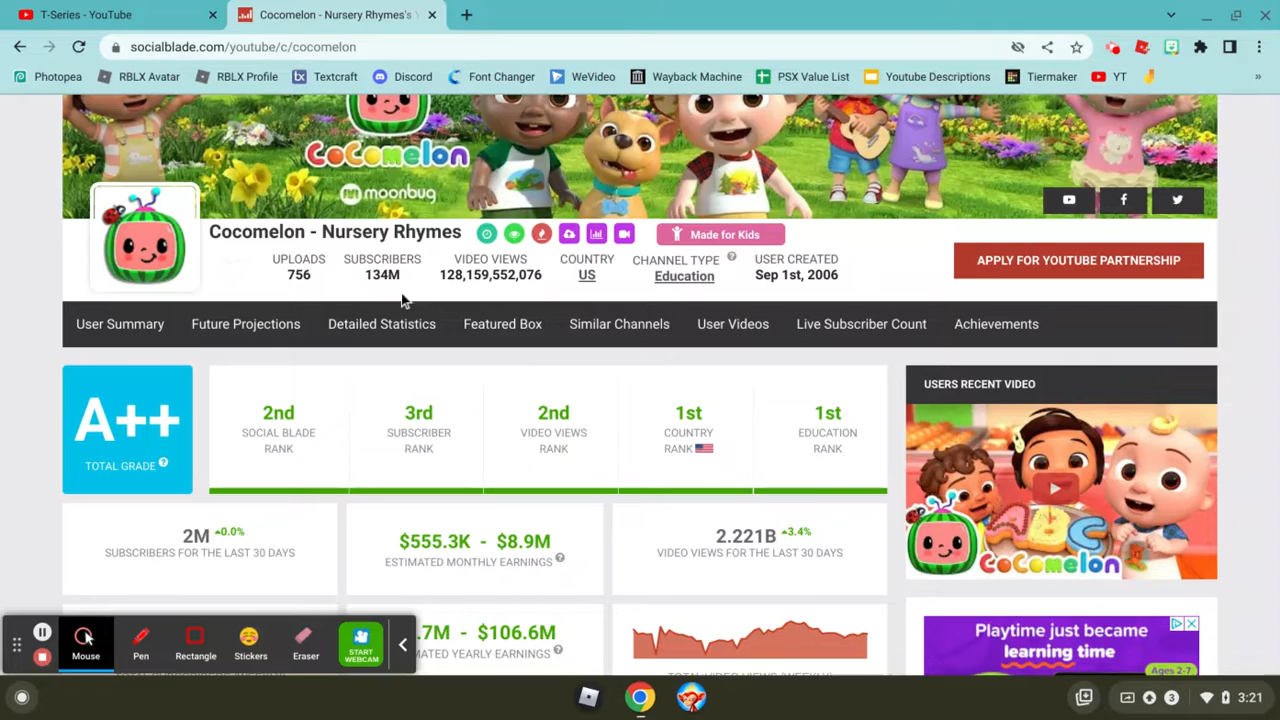 T-Series - YouTube
Cocomelon - Nursery Rhymes's
socialblade.com/youtube/c/cocomelon
Photopea RBLX Avatar RBLX Profile Textcraft Discord Font Changer WeVideo Wayback Machine PSX Value List Youtube Descriptions Tiermaker YT »
CoComeLon
moonbug
Cocomelon - Nursery Rhymes Made for Kids
UPLOADS SUBSCRIBERS VIDEO VIEWS COUNTRY CHANNEL TYPE USER CREATED
756 134M 128,159,552,076 US Education Sep 1st, 2006
APPLY FOR YOUTUBE PARTNERSHIP
User Summary Future Projections Detailed Statistics Featured Box Similar Channels User Videos Live Subscriber Count Achievements
A++
TOTAL GRADE
2nd
SOCIAL BLADE
RANK
3rd
SUBSCRIBER
RANK
2nd
VIDEO VIEWS
RANK
1st
COUNTRY
RANK
1st
EDUCATION
RANK
USERS RECENT VIDEO
ABC
CoComeLon
2M 0.0%
SUBSCRIBERS FOR THE LAST 30 DAYS
$555.3K - $8.9M
ESTIMATED MONTHLY EARNINGS
2.221B 3.4%
VIDEO VIEWS FOR THE LAST 30 DAYS
.7M - $106.6M
MATED YEARLY EARNINGS
Playtime just became
learning time
Ages 2-7
Mouse Pen Rectangle Stickers Eraser
START
WEBCAM
3 3:21